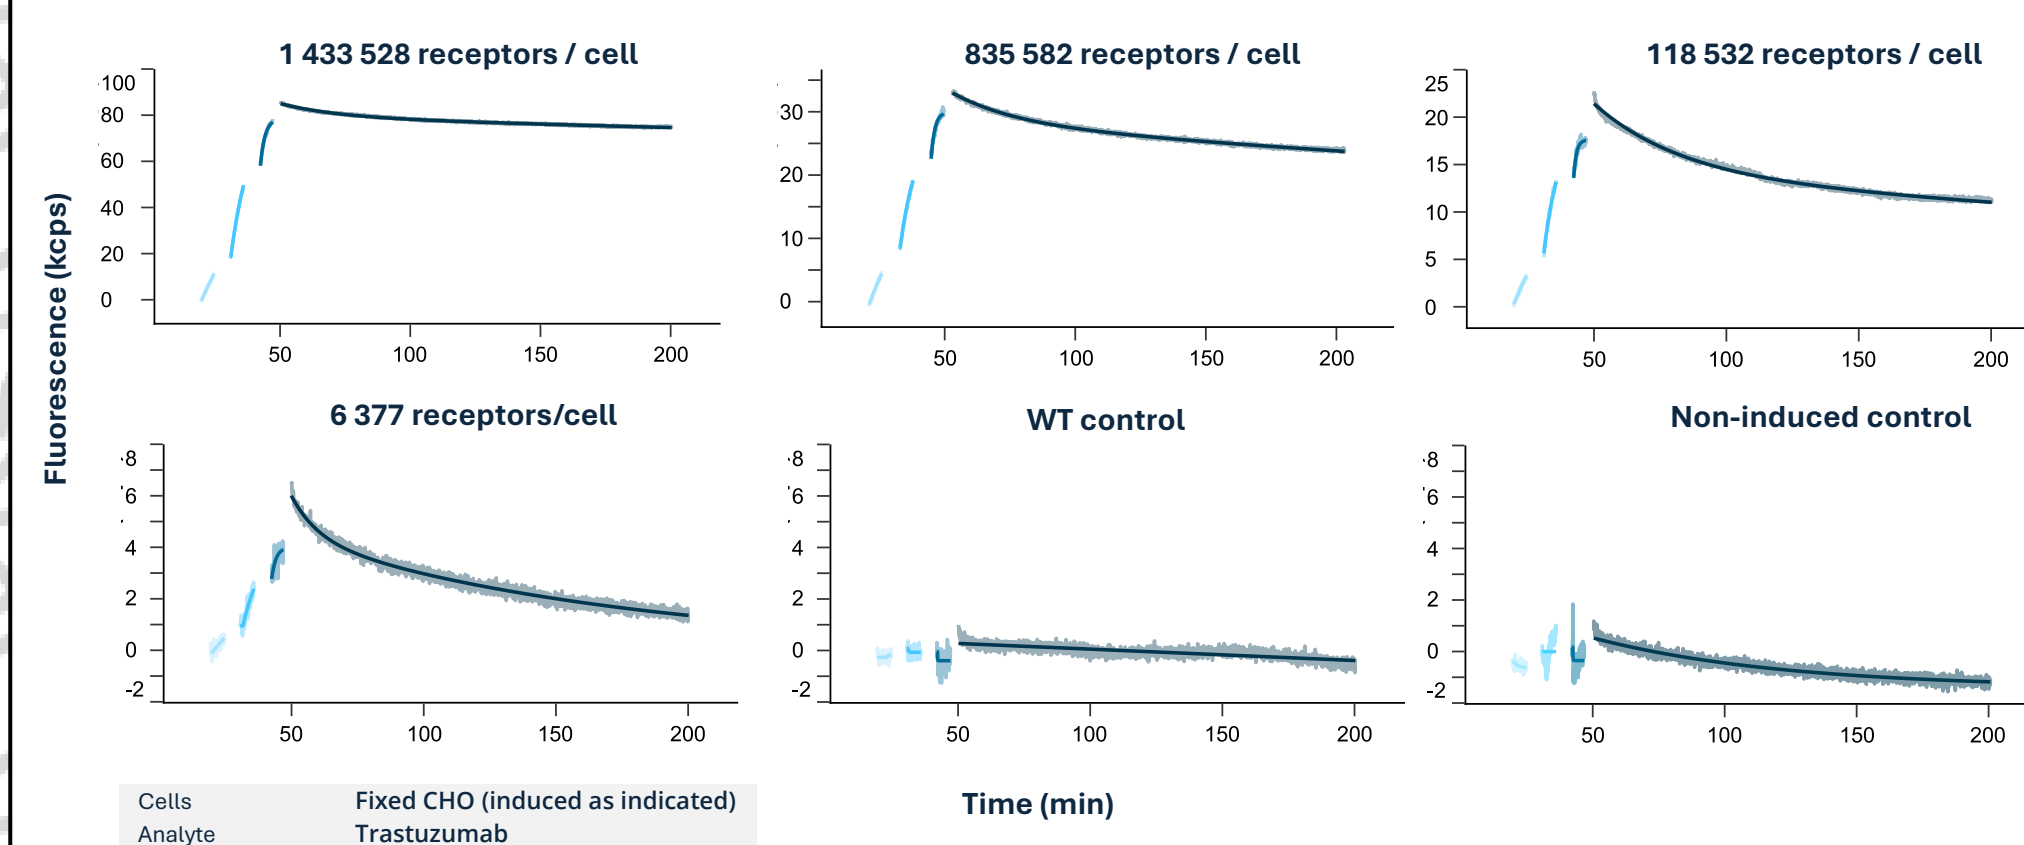 1 433 528 receptors / cell
835 582 receptors / cell
118 532 receptors / cell
Fluorescence (kcps)
100
80
60
40
20
0
50 100 150 200
30
20
10
0
50 100 150 200
25
20
15
10
5
0
50 100 150 200
6 377 receptors/cell
WT control
Non-induced control
8
6
4
2
0
-2
50 100 150 200
8
6
4
2
0
-2
50 100 150 200
8
6
4
2
0
-2
50 100 150 200
Time (min)
Cells Fixed CHO (induced as indicated)
Analyte Trastuzumab